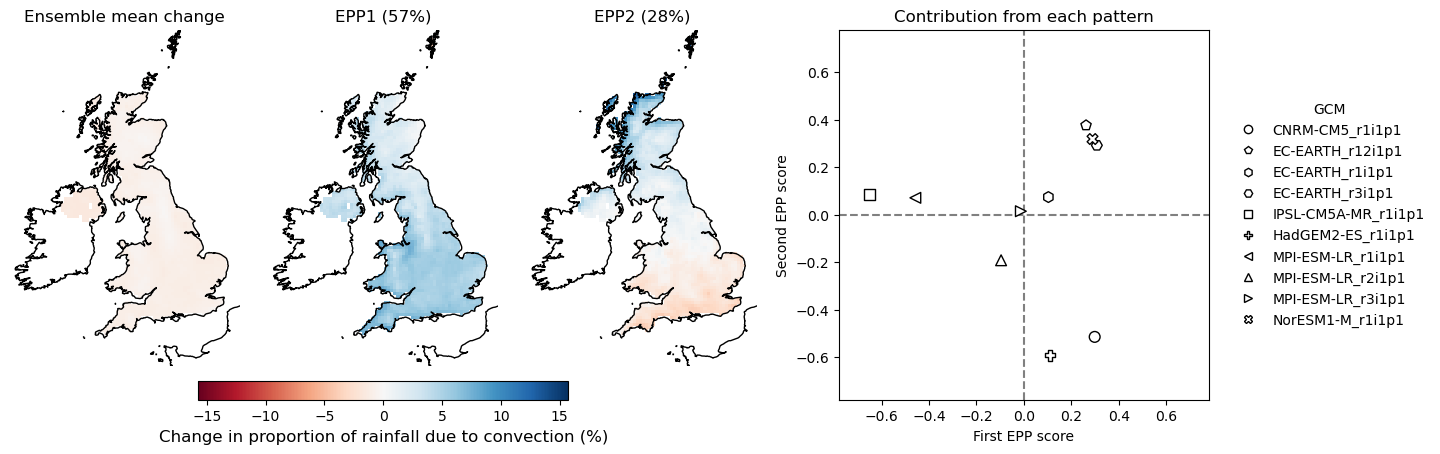 Ensemble mean change
EPP1 (57%)
EPP2 (28%)
−15 −10 −5 0 5 10 15
Change in proportion of rainfall due to convection (%)
Contribution from each pattern
Second EPP score
0.6
0.4
0.2
0.0
−0.2
−0.4
−0.6
−0.6 −0.4 −0.2 0.0 0.2 0.4 0.6
First EPP score
GCM
CNRM-CM5_r1i1p1
EC-EARTH_r12i1p1
EC-EARTH_r1i1p1
EC-EARTH_r3i1p1
IPSL-CM5A-MR_r1i1p1
HadGEM2-ES_r1i1p1
MPI-ESM-LR_r1i1p1
MPI-ESM-LR_r2i1p1
MPI-ESM-LR_r3i1p1
NorESM1-M_r1i1p1